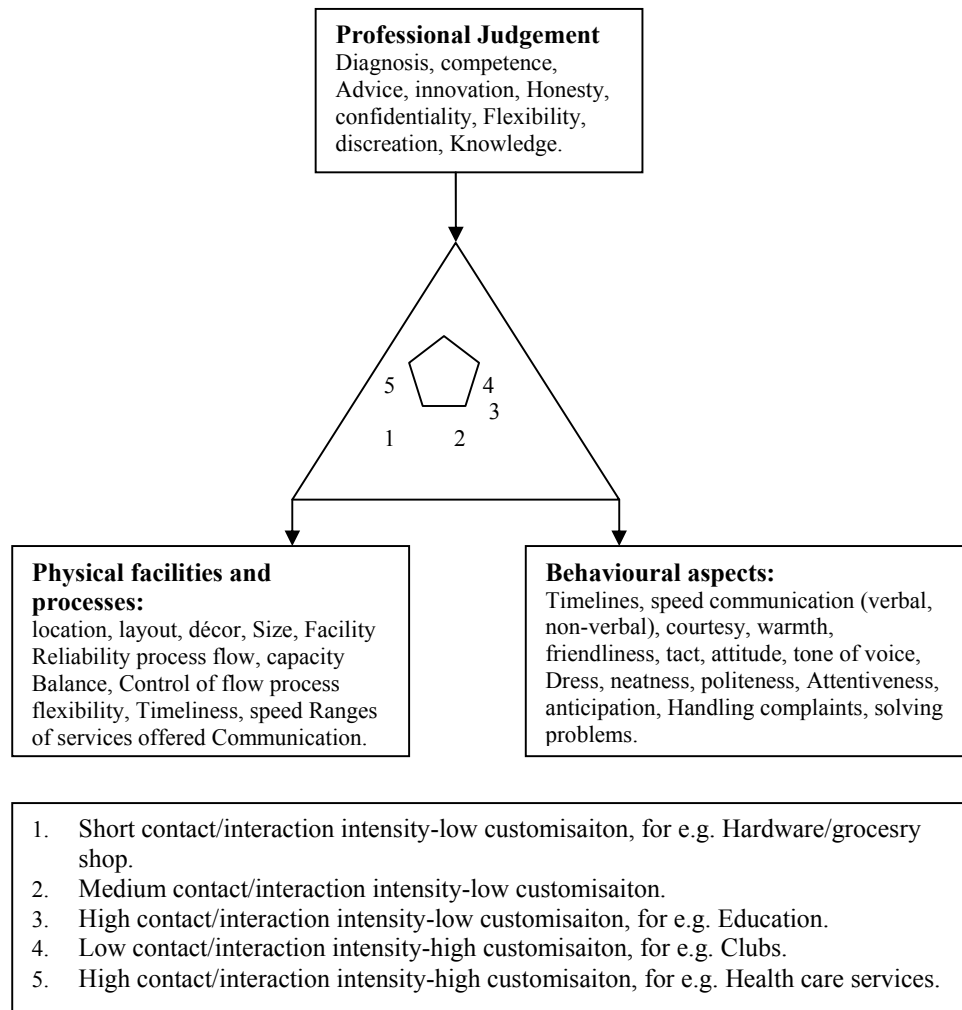 Professional Judgement
Diagnosis, competence,
Advice, innovation, Honesty,
confidentiality, Flexibility,
discreation, Knowledge.
5
4
3
1
2
Physical facilities and
processes:
location, layout, décor, Size, Facility
Reliability process flow, capacity
Balance, Control of flow process
flexibility, Timeliness, speed Ranges
of services offered Communication.
Behavioural aspects:
Timelines, speed communication (verbal,
non-verbal), courtesy, warmth,
friendliness, tact, attitude, tone of voice,
Dress, neatness, politeness, Attentiveness,
anticipation, Handling complaints, solving
problems.
1. Short contact/interaction intensity-low customisaiton, for e.g. Hardware/grocesry
shop.
2. Medium contact/interaction intensity-low customisaiton.
3. High contact/interaction intensity-low customisaiton, for e.g. Education.
4. Low contact/interaction intensity-high customisaiton, for e.g. Clubs.
5. High contact/interaction intensity-high customisaiton, for e.g. Health care services.